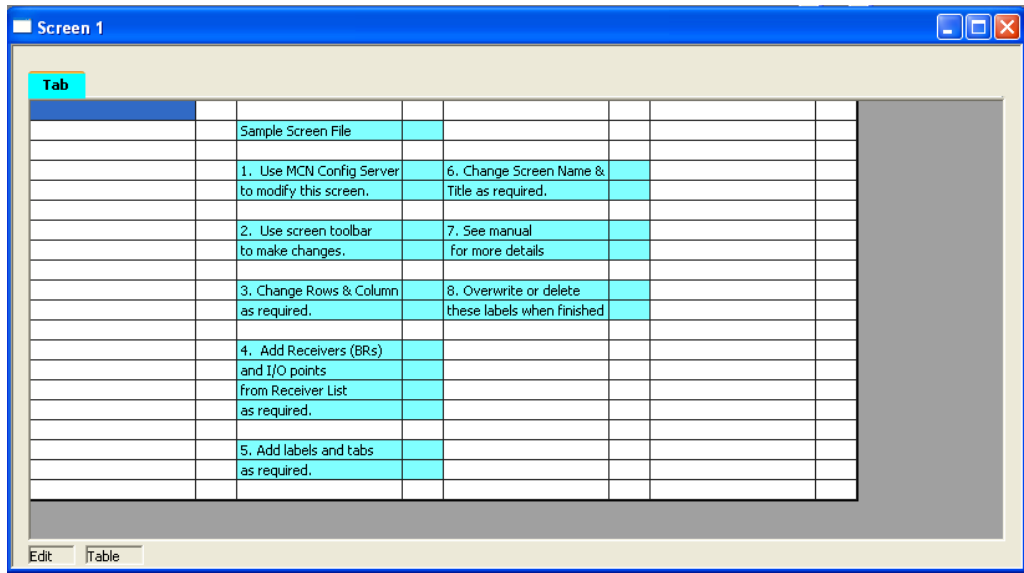 Screen 1
Tab
Sample Screen File
1.  Use MCN Config Server
to modify this screen.
2.  Use screen toolbar
to make changes.
3. Change Rows & Column
as required.
4.  Add Receivers (BRs)
and I/O points
from Receiver List
as required.
5. Add labels and tabs
as required.
6. Change Screen Name &
Title as required.
7. See manual
for more details
8. Overwrite or delete
these labels when finished
Edit
Table